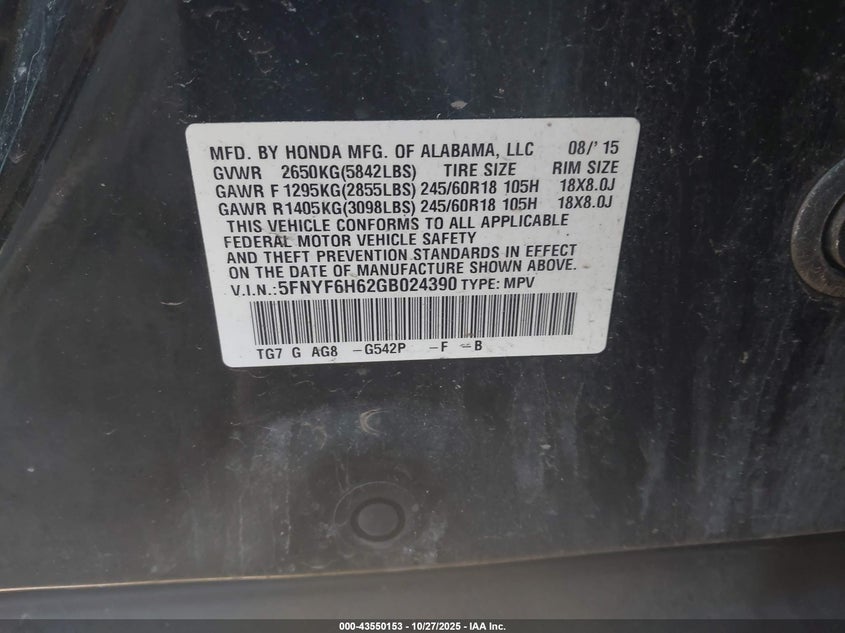 MFD. BY HONDA MFG. OF ALABAMA, LLC 08/'15
GVWR 2650KG(5842LBS) TIRE SIZE RIM SIZE
GAWR F 1295KG(2855LBS) 245/60R18 105H 18X8.0J
GAWR R1405KG(3098LBS) 245/60R18 105H 18X8.0J
THIS VEHICLE CONFORMS TO ALL APPLICABLE
FEDERAL MOTOR VEHICLE SAFETY
AND THEFT PREVENTION STANDARDS IN EFFECT
ON THE DATE OF MANUFACTURE SHOWN ABOVE.
V.I.N.:5FNYF6H62GB024390 TYPE: MPV
TG7 G AG8 -G542P -F -B
000-43550153 - 10/27/2025 - IAA Inc.